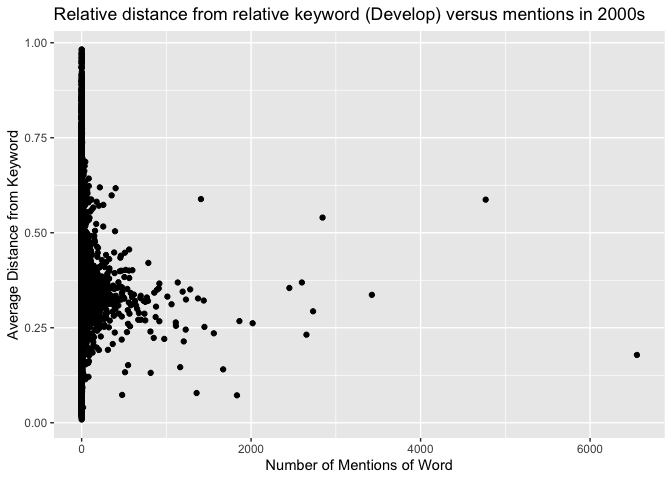 Relative distance from relative keyword (Develop) versus mentions in 2000s
1.00
0.75
0.50
0.25
0.00
Average Distance from Keyword
0 2000 4000 6000
Number of Mentions of Word